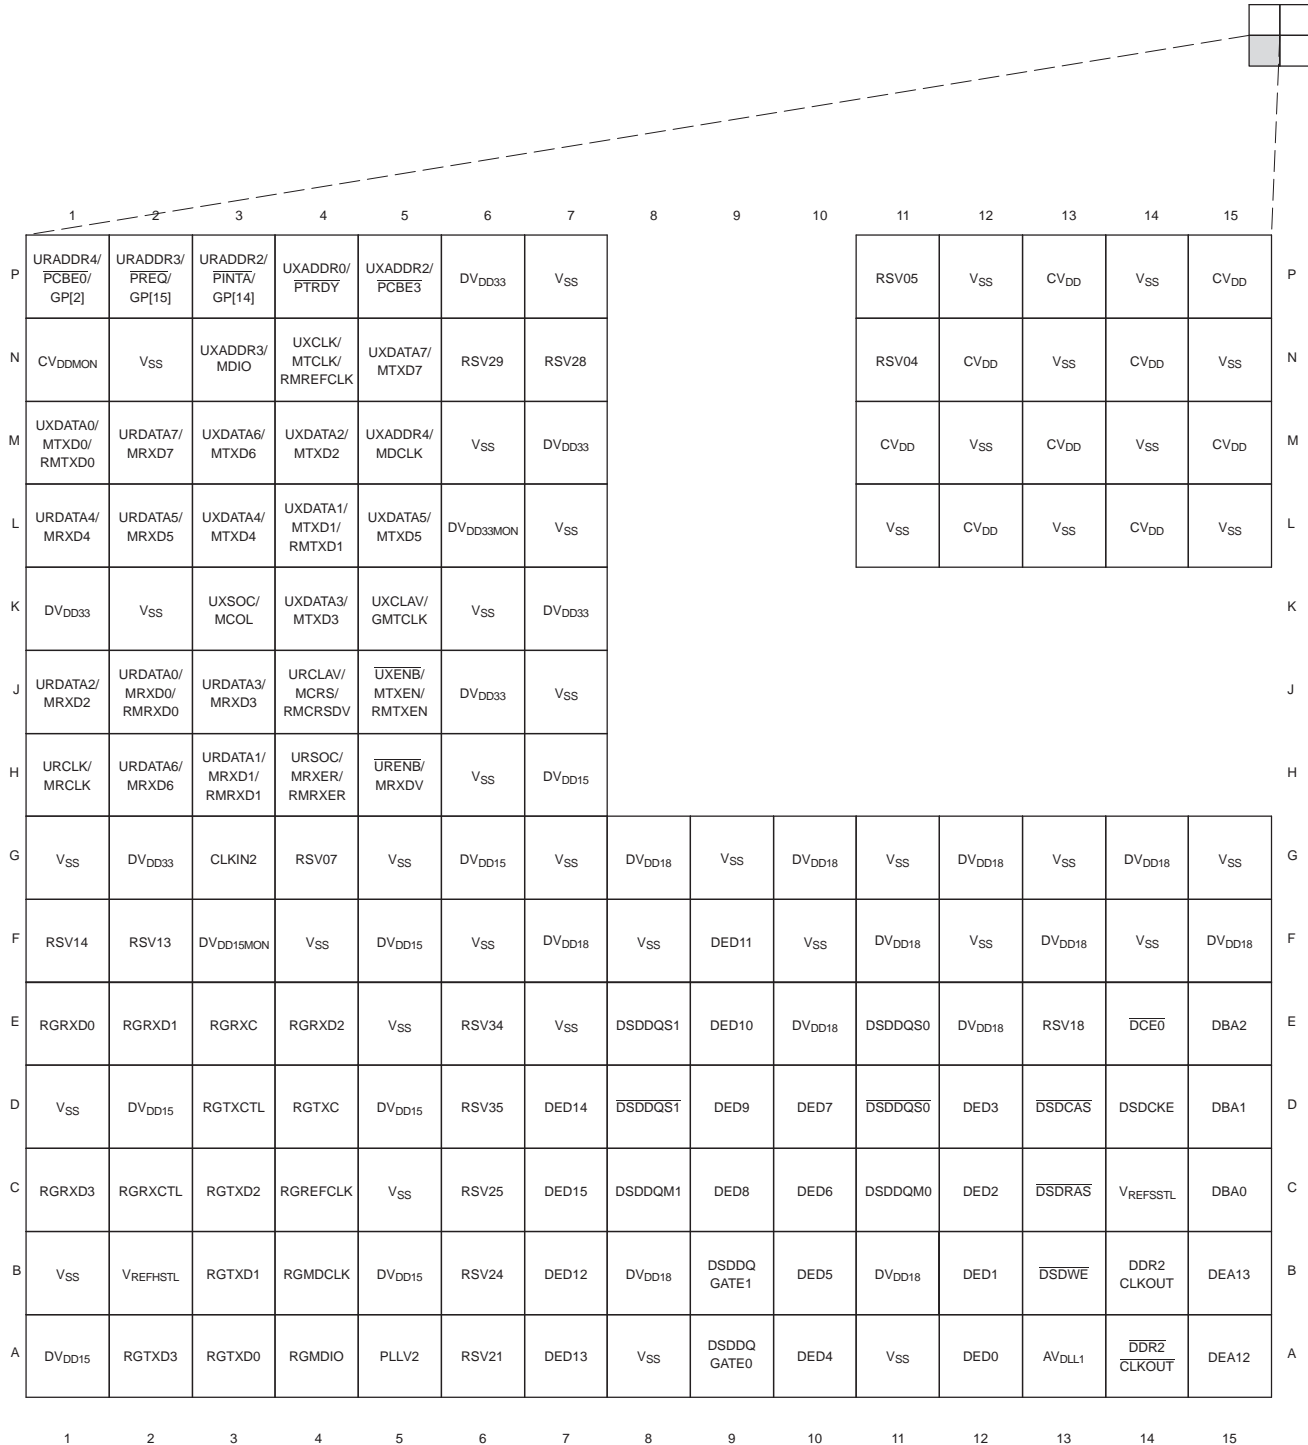 1 2 3 4 5 6 7 8 9 10 11 12 13 14 15
P URADDR4/ PCBE0/ GP[2] URADDR3/ PREQ/ GP[15] URADDR2/ PINTA/ GP[14] UXADDR0/ PTRDY UXADDR2/ PCBE3 DVDD33 VSS RSV05 VSS CVDD VSS CVDD P
N CVDDMON VSS UXADDR3/ MDIO UXCLK/ MTCLK/ RMREFCLK UXDATA7/ MTXD7 RSV29 RSV28 RSV04 CVDD VSS CVDD VSS N
M UXDATA0/ MTXD0/ RMTXD0 URDATA7/ MRXD7 UXDATA6/ MTXD6 UXDATA2/ MTXD2 UXADDR4/ MDCLK VSS DVDD33 CVDD VSS CVDD VSS CVDD M
L URDATA4/ MRXD4 URDATA5/ MRXD5 UXDATA4/ MTXD4 UXDATA1/ MTXD1/ RMTXD1 UXDATA5/ MTXD5 DVDD33MON VSS VSS CVDD VSS CVDD VSS L
K DVDD33 VSS UXSOC/ MCOL UXDATA3/ MTXD3 UXCLAV/ GMTCLK VSS DVDD33 K
J URDATA2/ MRXD2 URDATA0/ MRXD0/ RMRXD0 URDATA3/ MRXD3 URCLAV/ MCRS/ RMCRSDV UXENB/ MTXEN/ RMTXEN DVDD33 VSS J
H URCLK/ MRCLK URDATA6/ MRXD6 URDATA1/ MRXD1/ RMRXD1 URSOC/ MRXER/ RMRXER URENB/ MRXDV VSS DVDD15 H
G VSS DVDD33 CLKIN2 RSV07 VSS DVDD15 VSS DVDD18 VSS DVDD18 VSS DVDD18 VSS DVDD18 VSS G
F RSV14 RSV13 DVDD15MON VSS DVDD15 VSS DVDD18 VSS DED11 VSS DVDD18 VSS DVDD18 VSS DVDD18 F
E RGRXD0 RGRXD1 RGRXC RGRXD2 VSS RSV34 VSS DSDDQS1 DED10 DVDD18 DSDDQS0 DVDD18 RSV18 DCE0 DBA2 E
D VSS DVDD15 RGTXCTL RGTXC DVDD15 RSV35 DED14 DSDDQS1 DED9 DED7 DSDDQS0 DED3 DSDCAS DSDCKE DBA1 D
C RGRXD3 RGRXCTL RGTXD2 RGREFCLK VSS RSV25 DED15 DSDDQM1 DED8 DED6 DSDDQM0 DED2 DSDRAS VREFSSTL DBA0 C
B VSS VREFHSTL RGTXD1 RGMDCLK DVDD15 RSV24 DED12 DVDD18 DSDDQ GATE1 DED5 DVDD18 DED1 DSDWE DDR2 CLKOUT DEA13 B
A DVDD15 RGTXD3 RGTXD0 RGMDIO PLLV2 RSV21 DED13 VSS DSDDQ GATE0 DED4 VSS DED0 AVDLL1 DDR2 CLKOUT DEA12 A
1 2 3 4 5 6 7 8 9 10 11 12 13 14 15